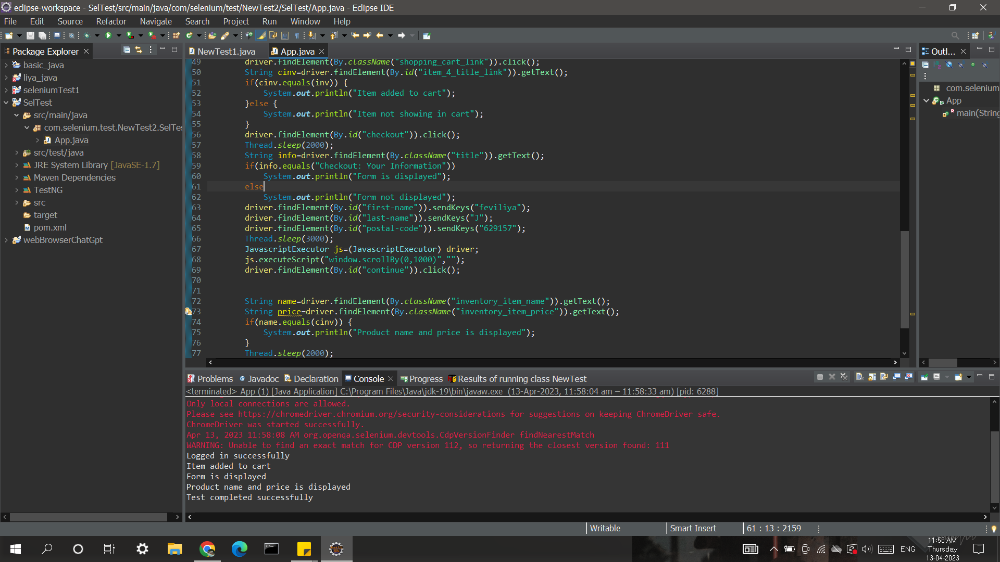 eclipse-workspace - SelTest/src/main/java/com/selenium/test/NewTest2/SelTest/App.java - Eclipse IDE
File Edit Source Refactor Navigate Search Project Run Window Help
Package Explorer
basic_java
liya_java
seleniumTest1
SelTest
src/main/java
com.selenium.test.NewTest2.SelTes
App.java
src/test/java
JRE System Library [JavaSE-1.7]
Maven Dependencies
TestNG
src
target
pom.xml
webBrowserChatGpt
NewTest1.java App.java
49 driver.findElement(By.className("shopping_cart_link")).click();
50 String cinv=driver.findElement(By.id("item_4_title_link")).getText();
51 if(cinv.equals(inv)) {
52 System.out.println("Item added to cart");
53 }else {
54 System.out.println("Item not showing in cart");
55 }
56 driver.findElement(By.id("checkout")).click();
57 Thread.sleep(2000);
58 String info=driver.findElement(By.className("title")).getText();
59 if(info.equals("Checkout: Your Information"))
60 System.out.println("Form is displayed");
61 else
62 System.out.println("Form not displayed");
63 driver.findElement(By.id("first-name")).sendKeys("feviliya");
64 driver.findElement(By.id("last-name")).sendKeys("J");
65 driver.findElement(By.id("postal-code")).sendKeys("629157");
66 Thread.sleep(3000);
67 JavascriptExecutor js=(JavascriptExecutor) driver;
68 js.executeScript("window.scrollBy(0,1000)","");
69 driver.findElement(By.id("continue")).click();
70
71
72 String name=driver.findElement(By.className("inventory_item_name")).getText();
73 String price=driver.findElement(By.className("inventory_item_price")).getText();
74 if(name.equals(cinv)) {
75 System.out.println("Product name and price is displayed");
76 }
77 Thread.sleep(2000);
Outl...
com.selenium
App
main(String
Problems Javadoc Declaration Console Progress Results of running class NewTest
<terminated> App (1) [Java Application] C:\Program Files\Java\jdk-19\bin\javaw.exe (13-Apr-2023, 11:58:04 am – 11:58:33 am) [pid: 6288]
Only local connections are allowed.
Please see https://chromedriver.chromium.org/security-considerations for suggestions on keeping ChromeDriver safe.
ChromeDriver was started successfully.
Apr 13, 2023 11:58:08 AM org.openqa.selenium.devtools.CdpVersionFinder findNearestMatch
WARNING: Unable to find an exact match for CDP version 112, so returning the closest version found: 111
Logged in successfully
Item added to cart
Form is displayed
Product name and price is displayed
Test completed successfully
Writable Smart Insert 61 : 13 : 2159
ENG
11:58 AM
Thursday
13-04-2023